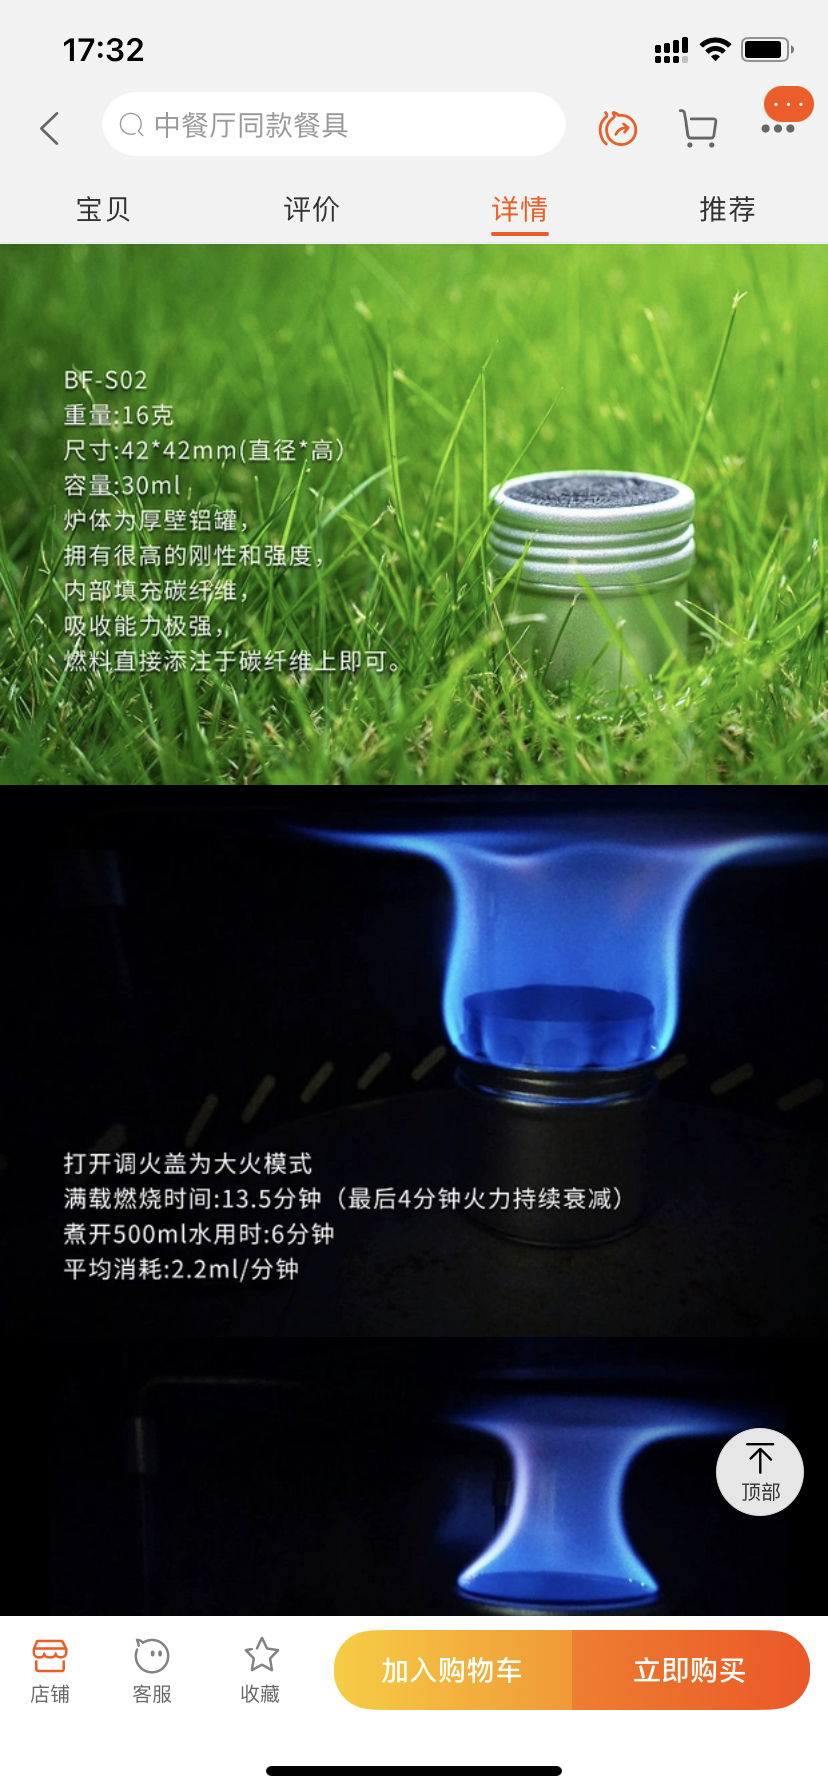 17:32
中餐厅同款餐具
宝贝
评价
详情
推荐
BF-S02
重量:16克
尺寸:42*42mm(直径*高)
容量:30ml
炉体为厚壁铝罐，
拥有很高的刚性和强度，
内部填充碳纤维，
吸收能力极强，
燃料直接添注于碳纤维上即可。
打开调火盖为大火模式
满载燃烧时间:13.5分钟（最后4分钟火力持续衰减）
煮开500ml水用时:6分钟
平均消耗:2.2ml/分钟
顶部
店铺
客服
收藏
加入购物车
立即购买